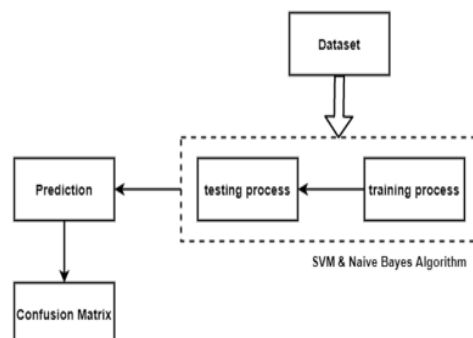 Dataset
Prediction
testing process
training process
SVM & Naive Bayes Algorithm
Confusion Matrix